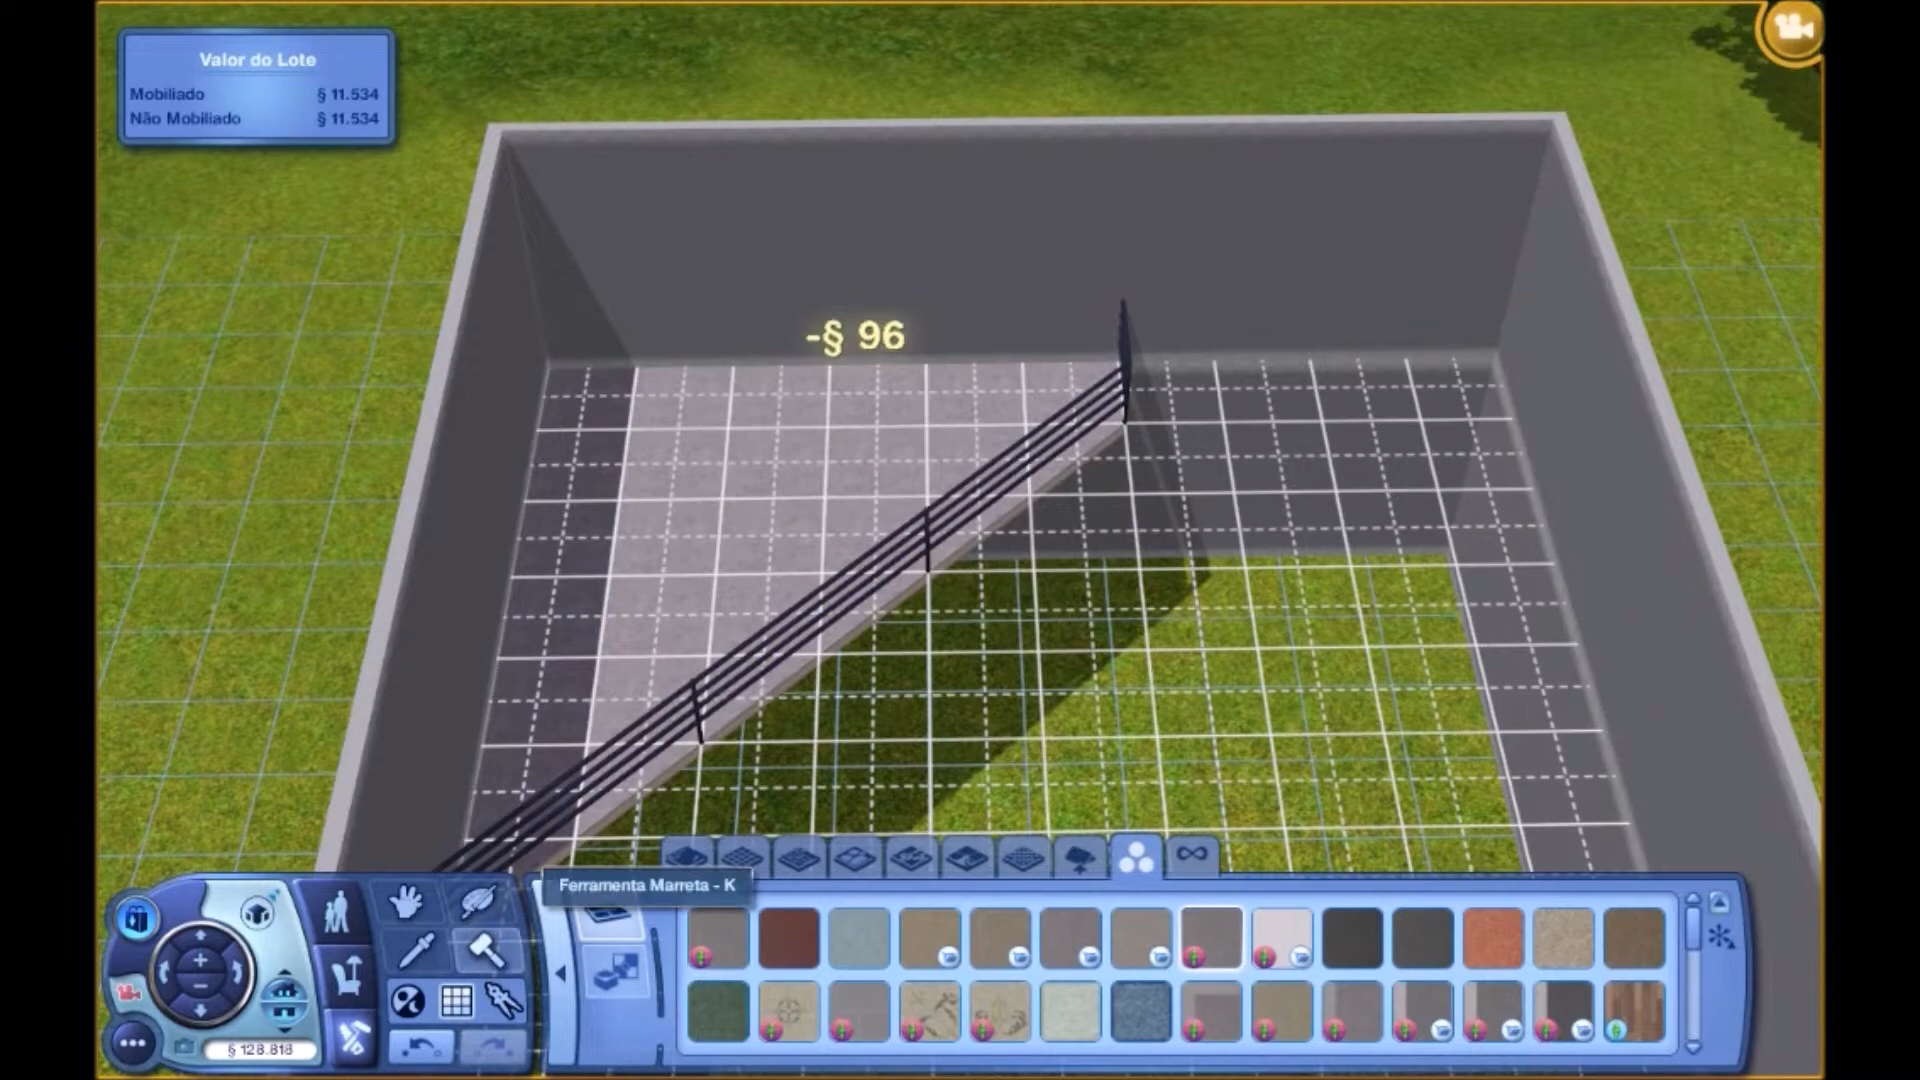 Valor do Lote
Mobiliado § 11.534
Não Mobiliado § 11.534
-§ 96
Ferramenta Marreta - K
§ 128.818